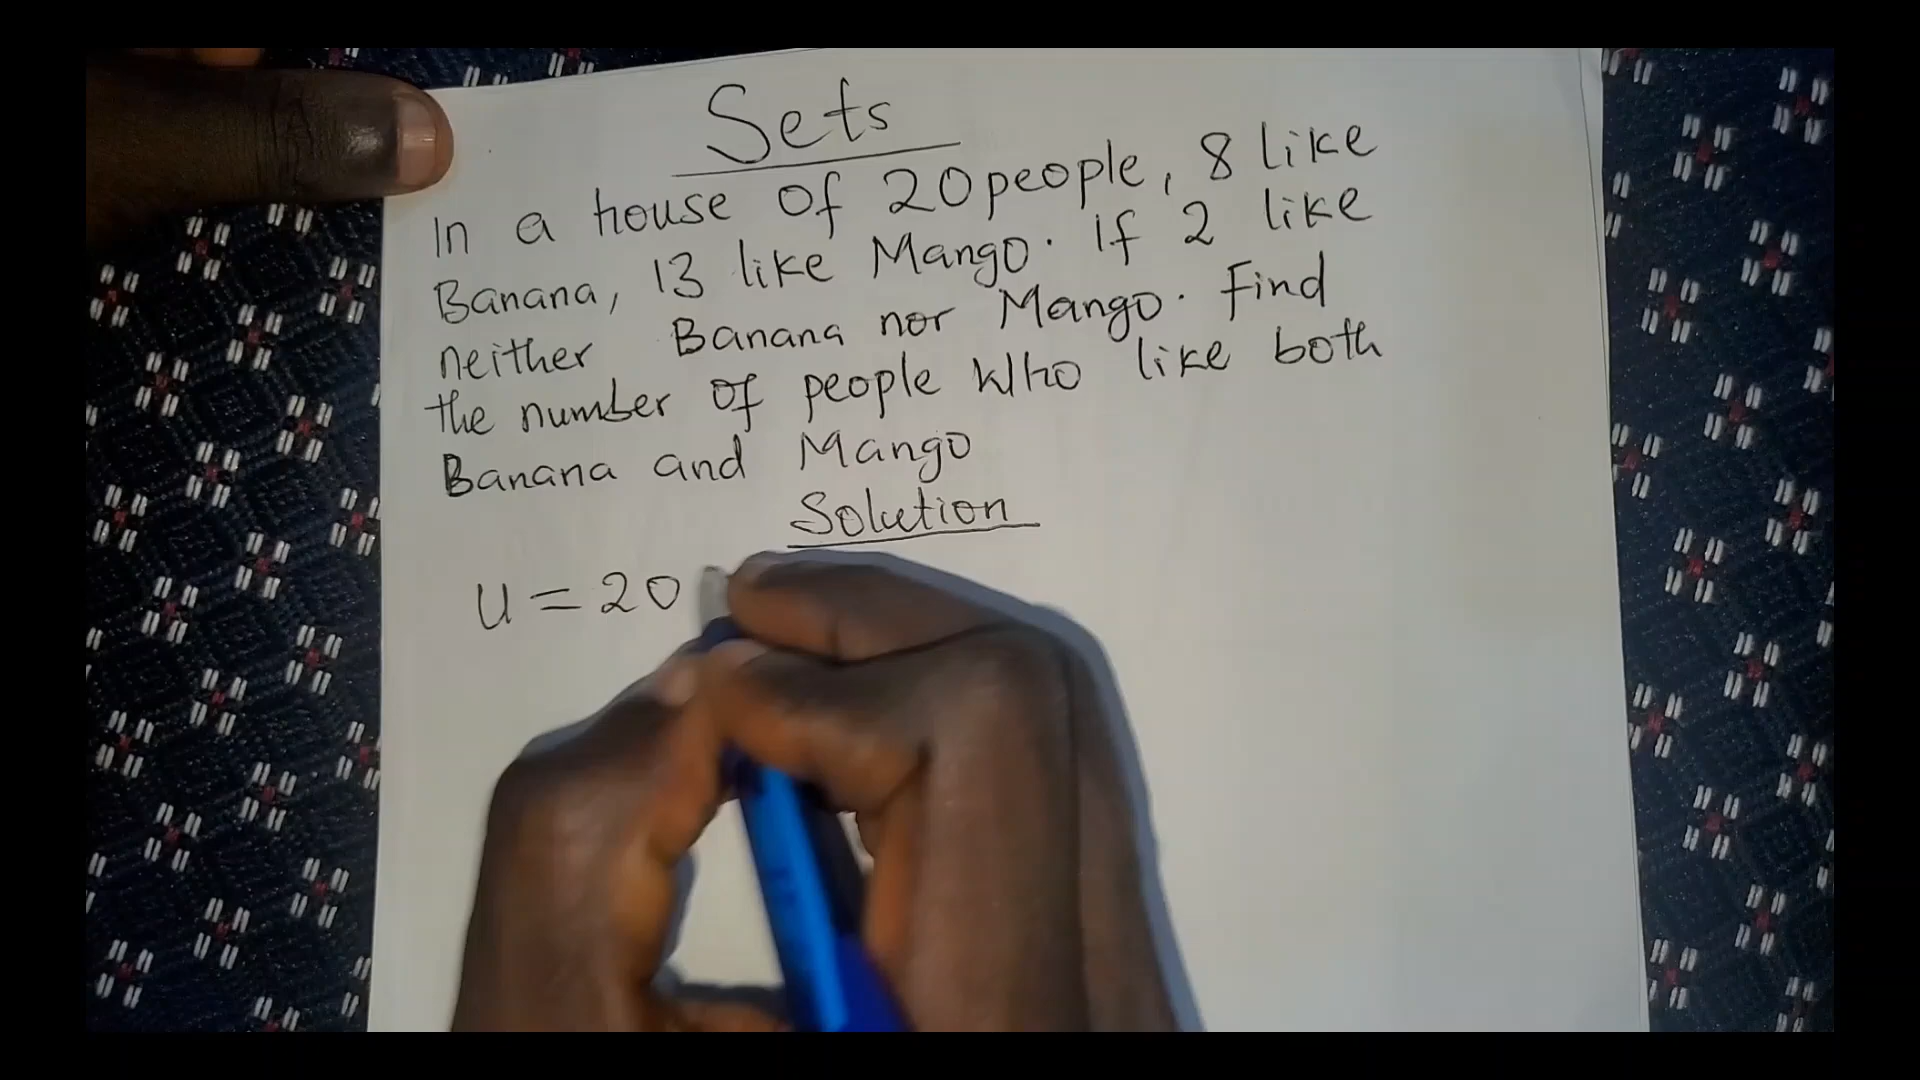 Sets
In a house of 20 people, 8 like
Banana, 13 like Mango. If 2 like
neither Banana nor Mango. Find
the number of people who like both
Banana and Mango
Solution
U = 20